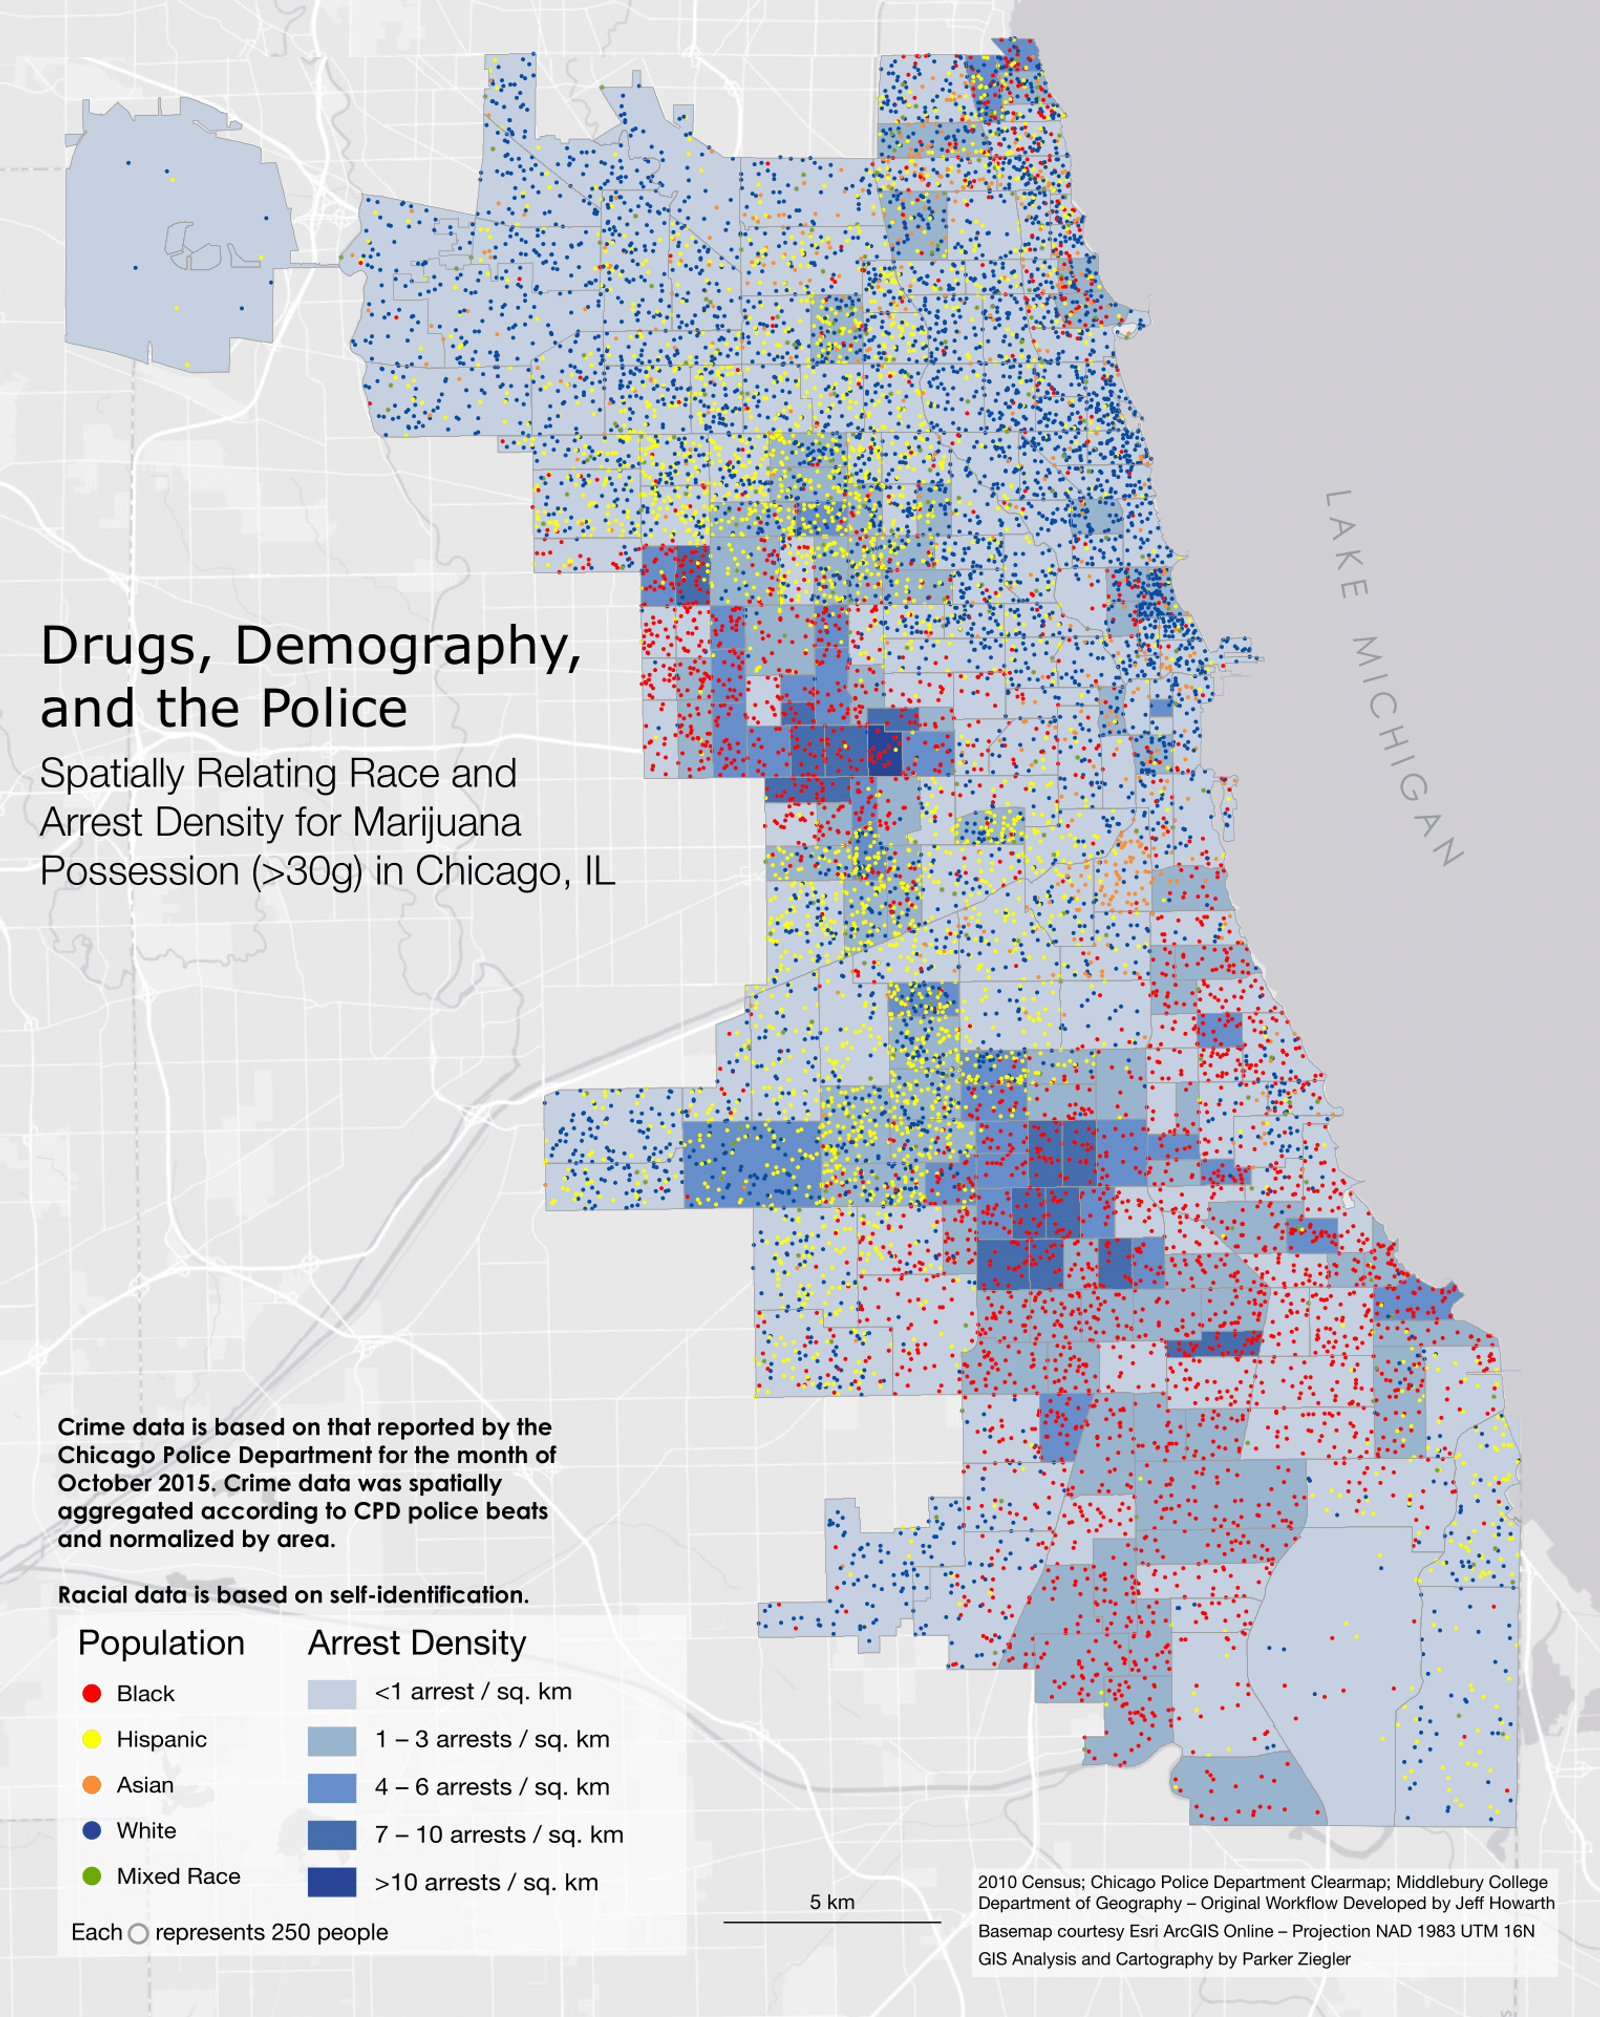 LAKE MICHIGAN
Drugs, Demography,
and the Police
Spatially Relating Race and
Arrest Density for Marijuana
Possession (>30g) in Chicago, IL
Crime data is based on that reported by the
Chicago Police Department for the month of
October 2015. Crime data was spatially
aggregated according to CPD police beats
and normalized by area.
Racial data is based on self-identification.
Population
Black
Hispanic
Asian
White
Mixed Race
Each ○ represents 250 people
Arrest Density
<1 arrest / sq. km
1 – 3 arrests / sq. km
4 – 6 arrests / sq. km
7 – 10 arrests / sq. km
>10 arrests / sq. km
5 km
2010 Census; Chicago Police Department Clearmap; Middlebury College
Department of Geography – Original Workflow Developed by Jeff Howarth
Basemap courtesy Esri ArcGIS Online – Projection NAD 1983 UTM 16N
GIS Analysis and Cartography by Parker Ziegler